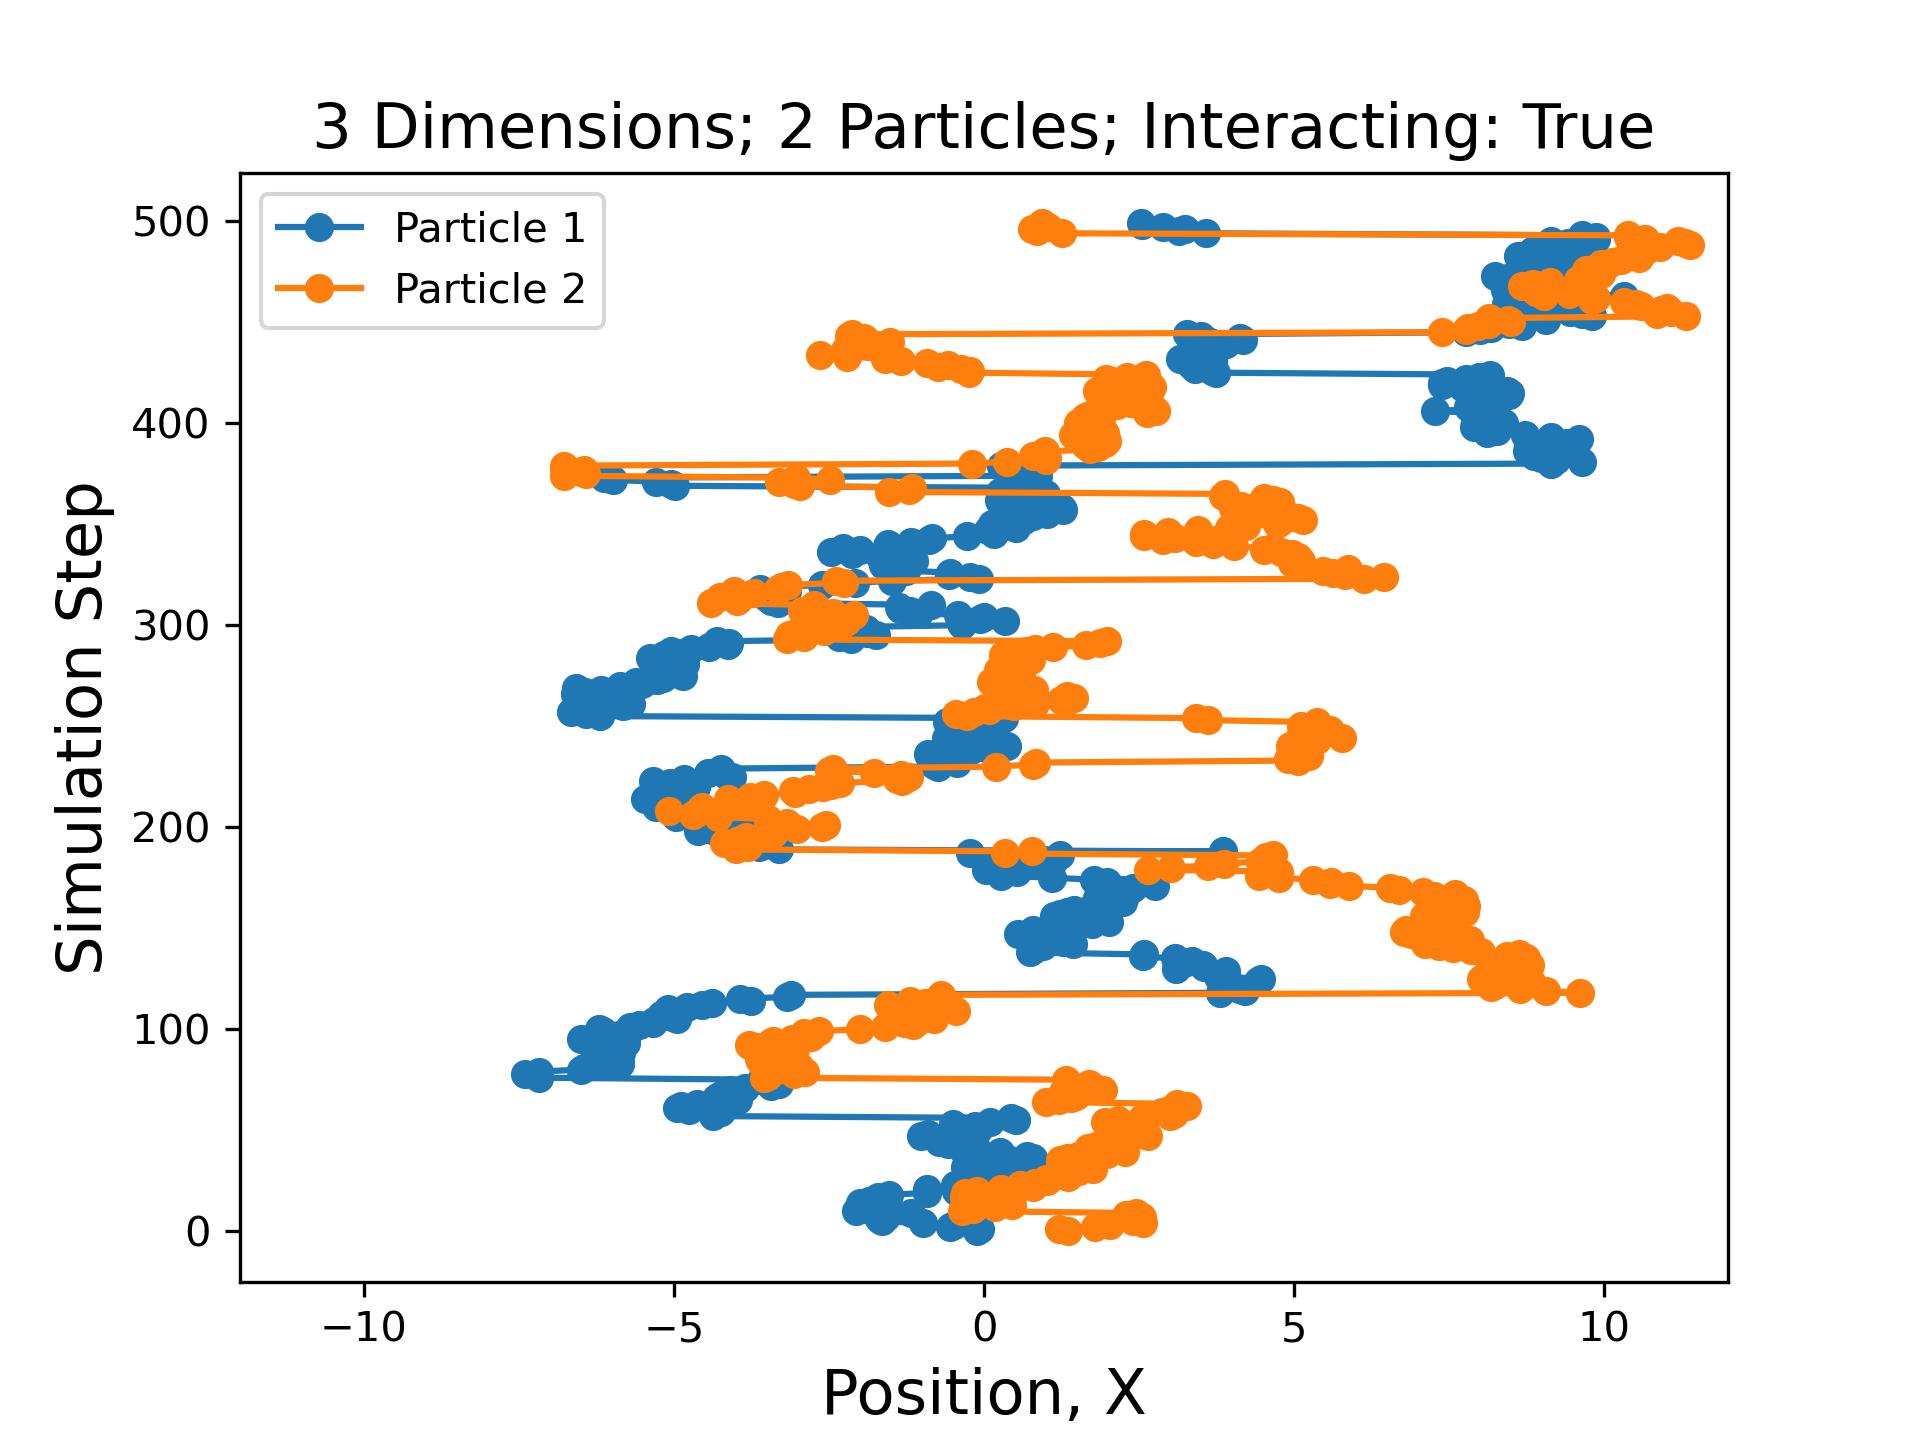 3 Dimensions; 2 Particles; Interacting: True
Particle 1
Particle 2
500
400
300
200
100
0
Simulation Step
−10
−5
0
5
10
Position, X